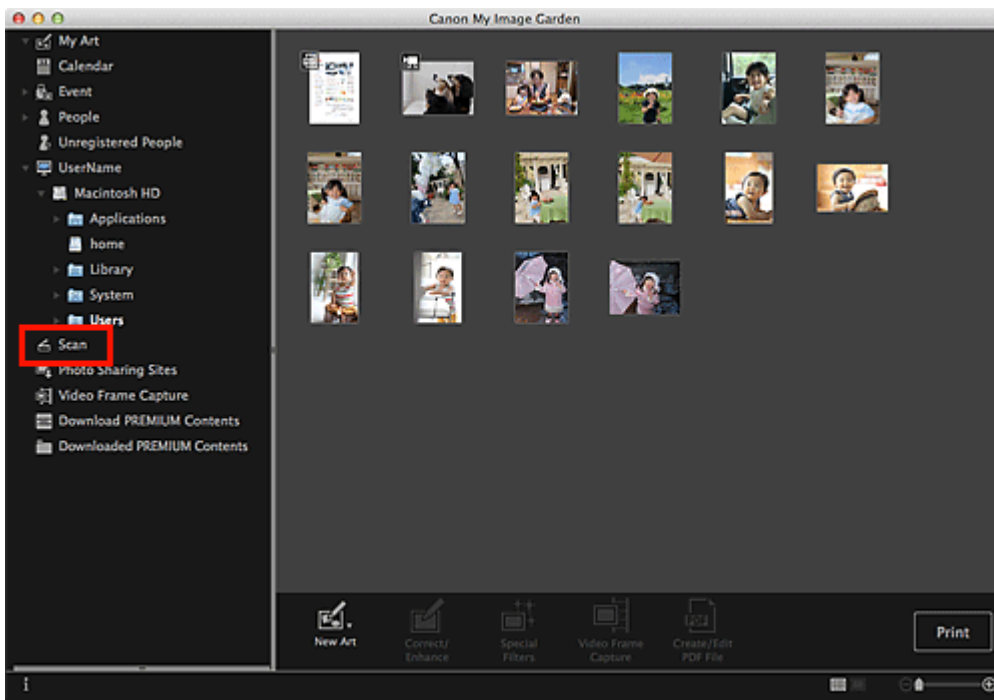 Canon My Image Garden
My Art
Calendar
Event
People
Unregistered People
UserName
Macintosh HD
Applications
home
Library
System
Users
Scan
Photo Sharing Sites
Video Frame Capture
Download PREMIUM Contents
Downloaded PREMIUM Contents
New Art
Correct/
Enhance
Special
Filters
Video Frame
Capture
PDF
Create/Edit
PDF File
Print